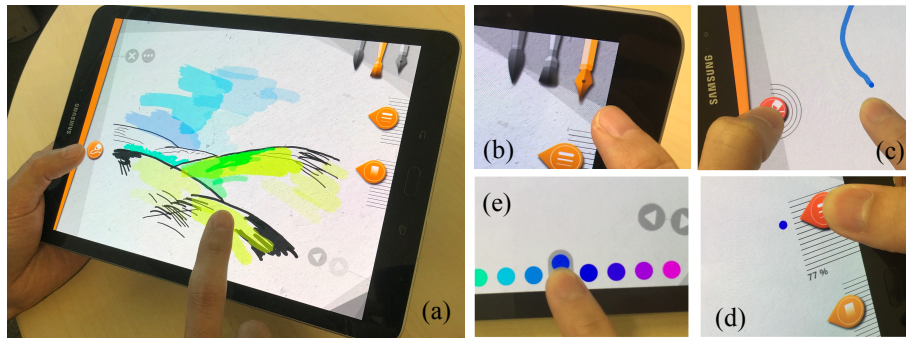 SAMSUNG
(a)
(b)
SAMSUNG
(c)
(e)
77 %
(d)